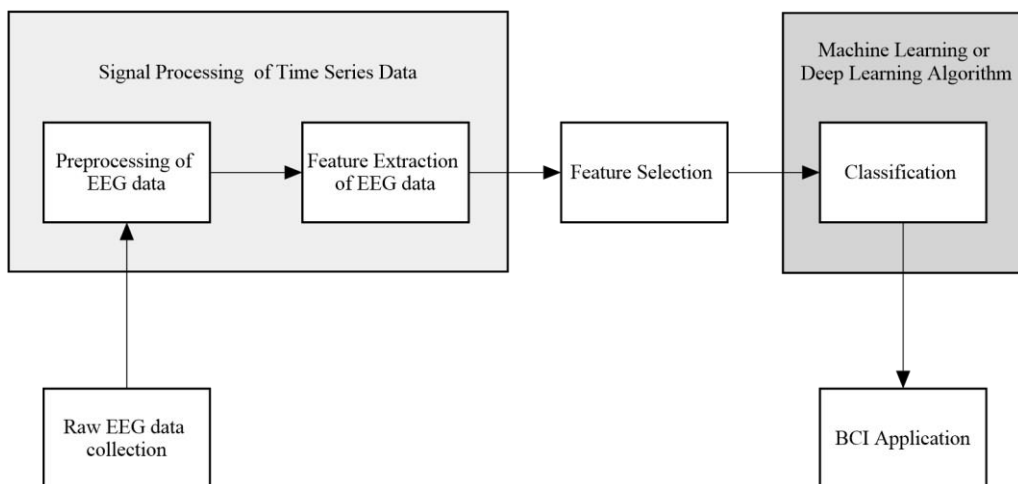 Signal Processing of Time Series Data
Machine Learning or
Deep Learning Algorithm
Preprocessing of
EEG data
Feature Extraction
of EEG data
Feature Selection
Classification
Raw EEG data
collection
BCI Application